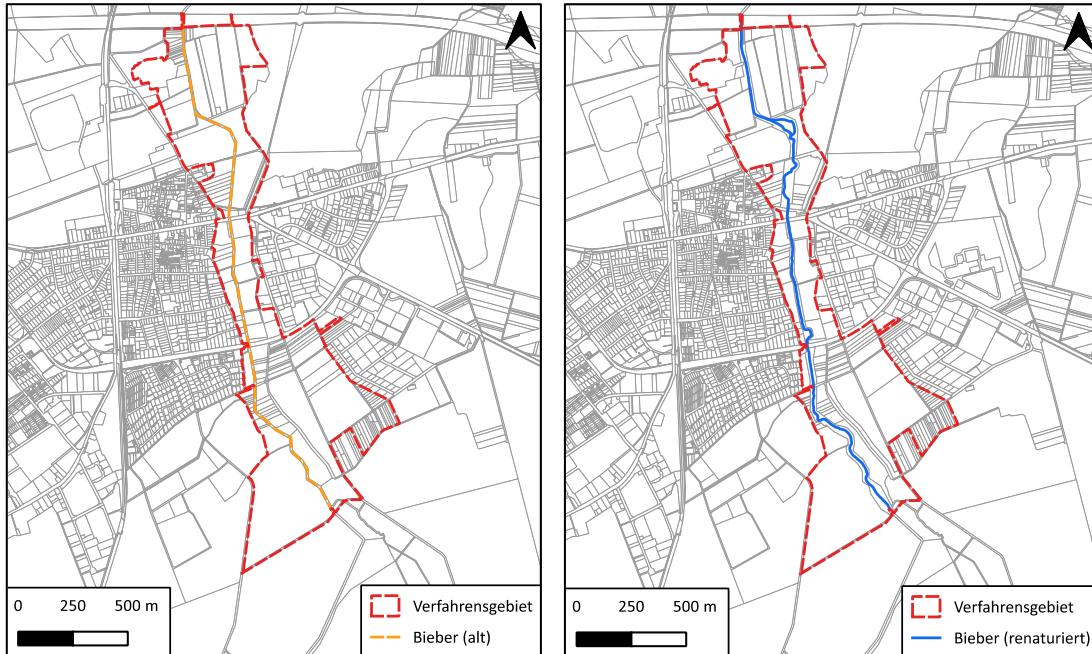 0 250 500 m
Verfahrensgebiet
Bieber (alt)
0 250 500 m
Verfahrensgebiet
Bieber (renaturiert)